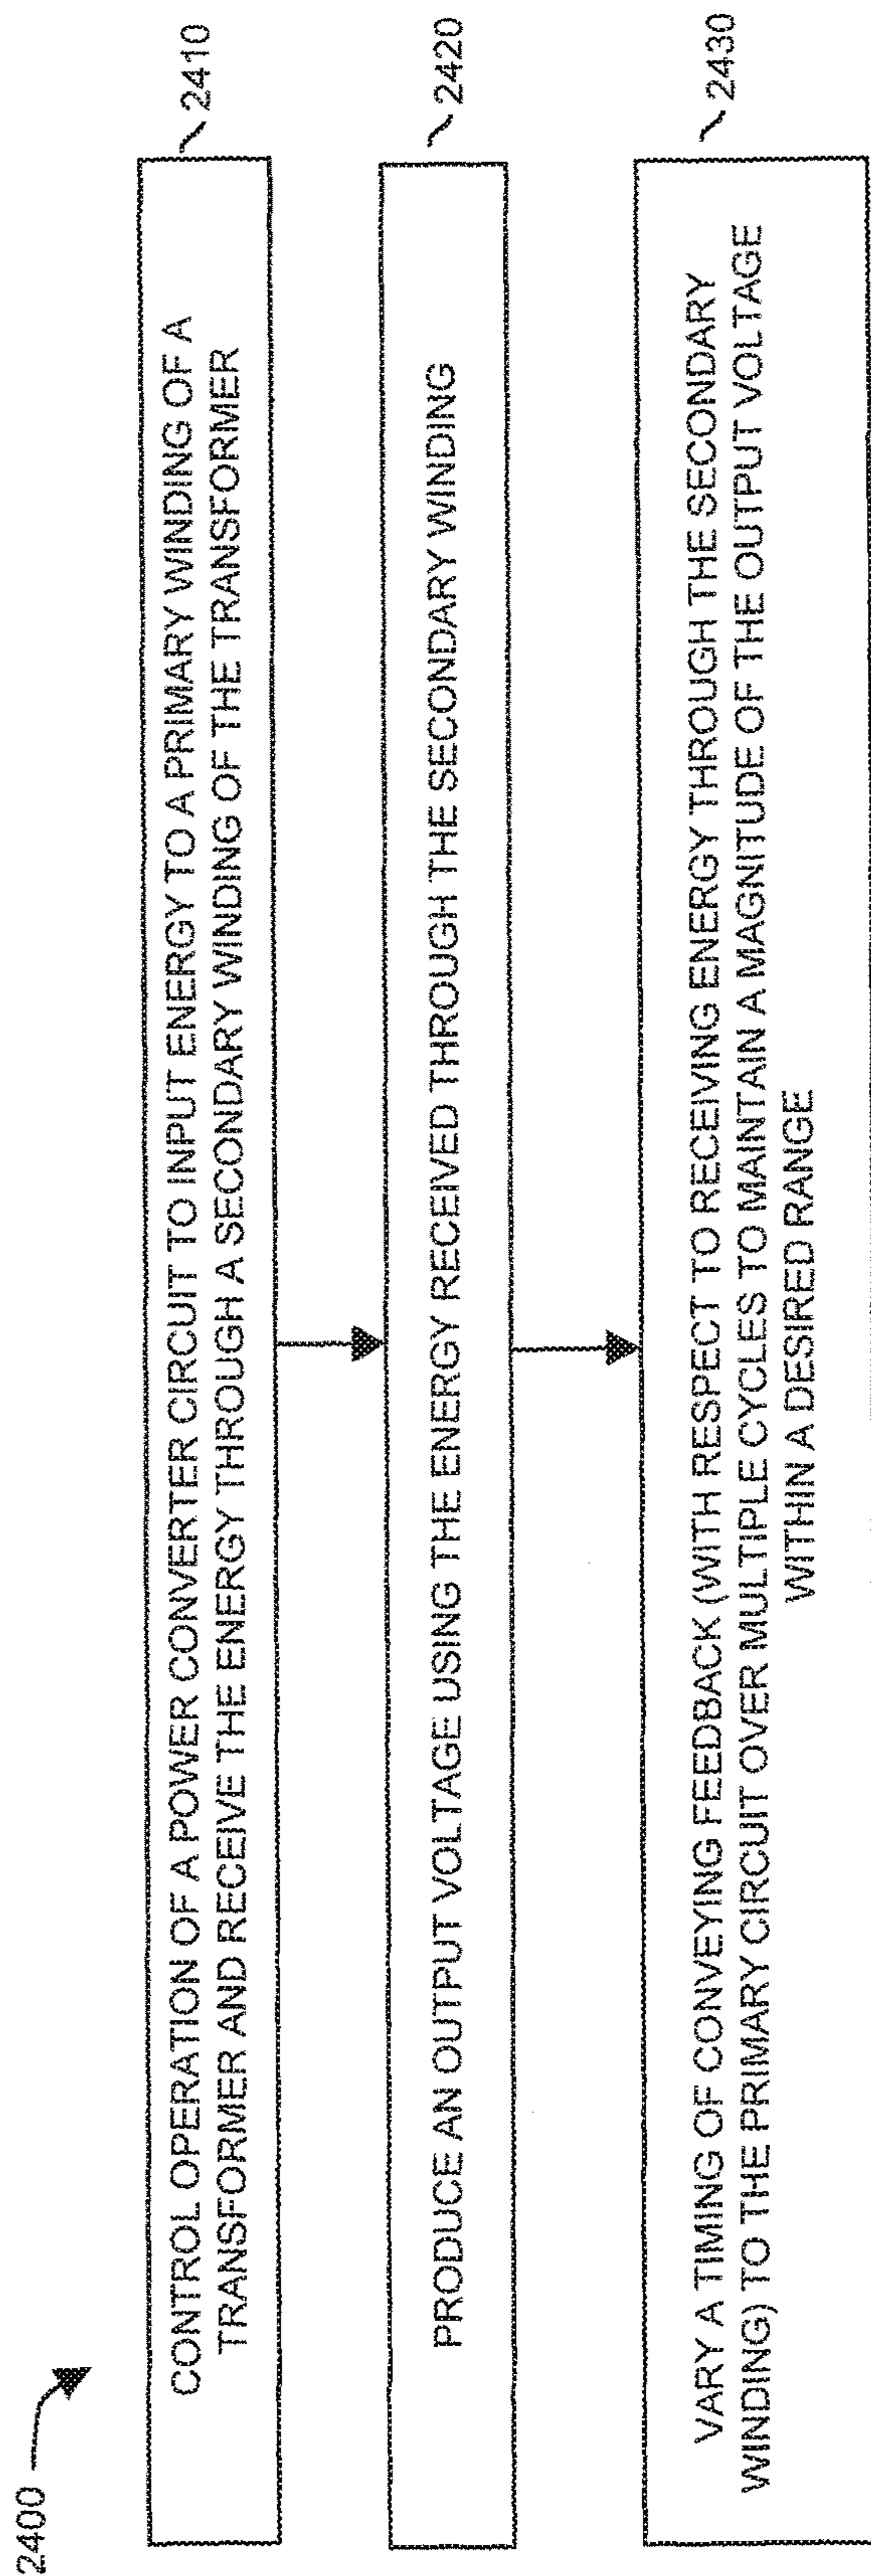 2400
CONTROL OPERATION OF A POWER CONVERTER CIRCUIT TO INPUT ENERGY TO A PRIMARY WINDING OF A
TRANSFORMER AND RECEIVE THE ENERGY THROUGH A SECONDARY WINDING OF THE TRANSFORMER
2410
PRODUCE AN OUTPUT VOLTAGE USING THE ENERGY RECEIVED THROUGH THE SECONDARY WINDING
2420
VARY A TIMING OF CONVEYING FEEDBACK (WITH RESPECT TO RECEIVING ENERGY THROUGH THE SECONDARY
WINDING) TO THE PRIMARY CIRCUIT OVER MULTIPLE CYCLES TO MAINTAIN A MAGNITUDE OF THE OUTPUT VOLTAGE
WITHIN A DESIRED RANGE
2430